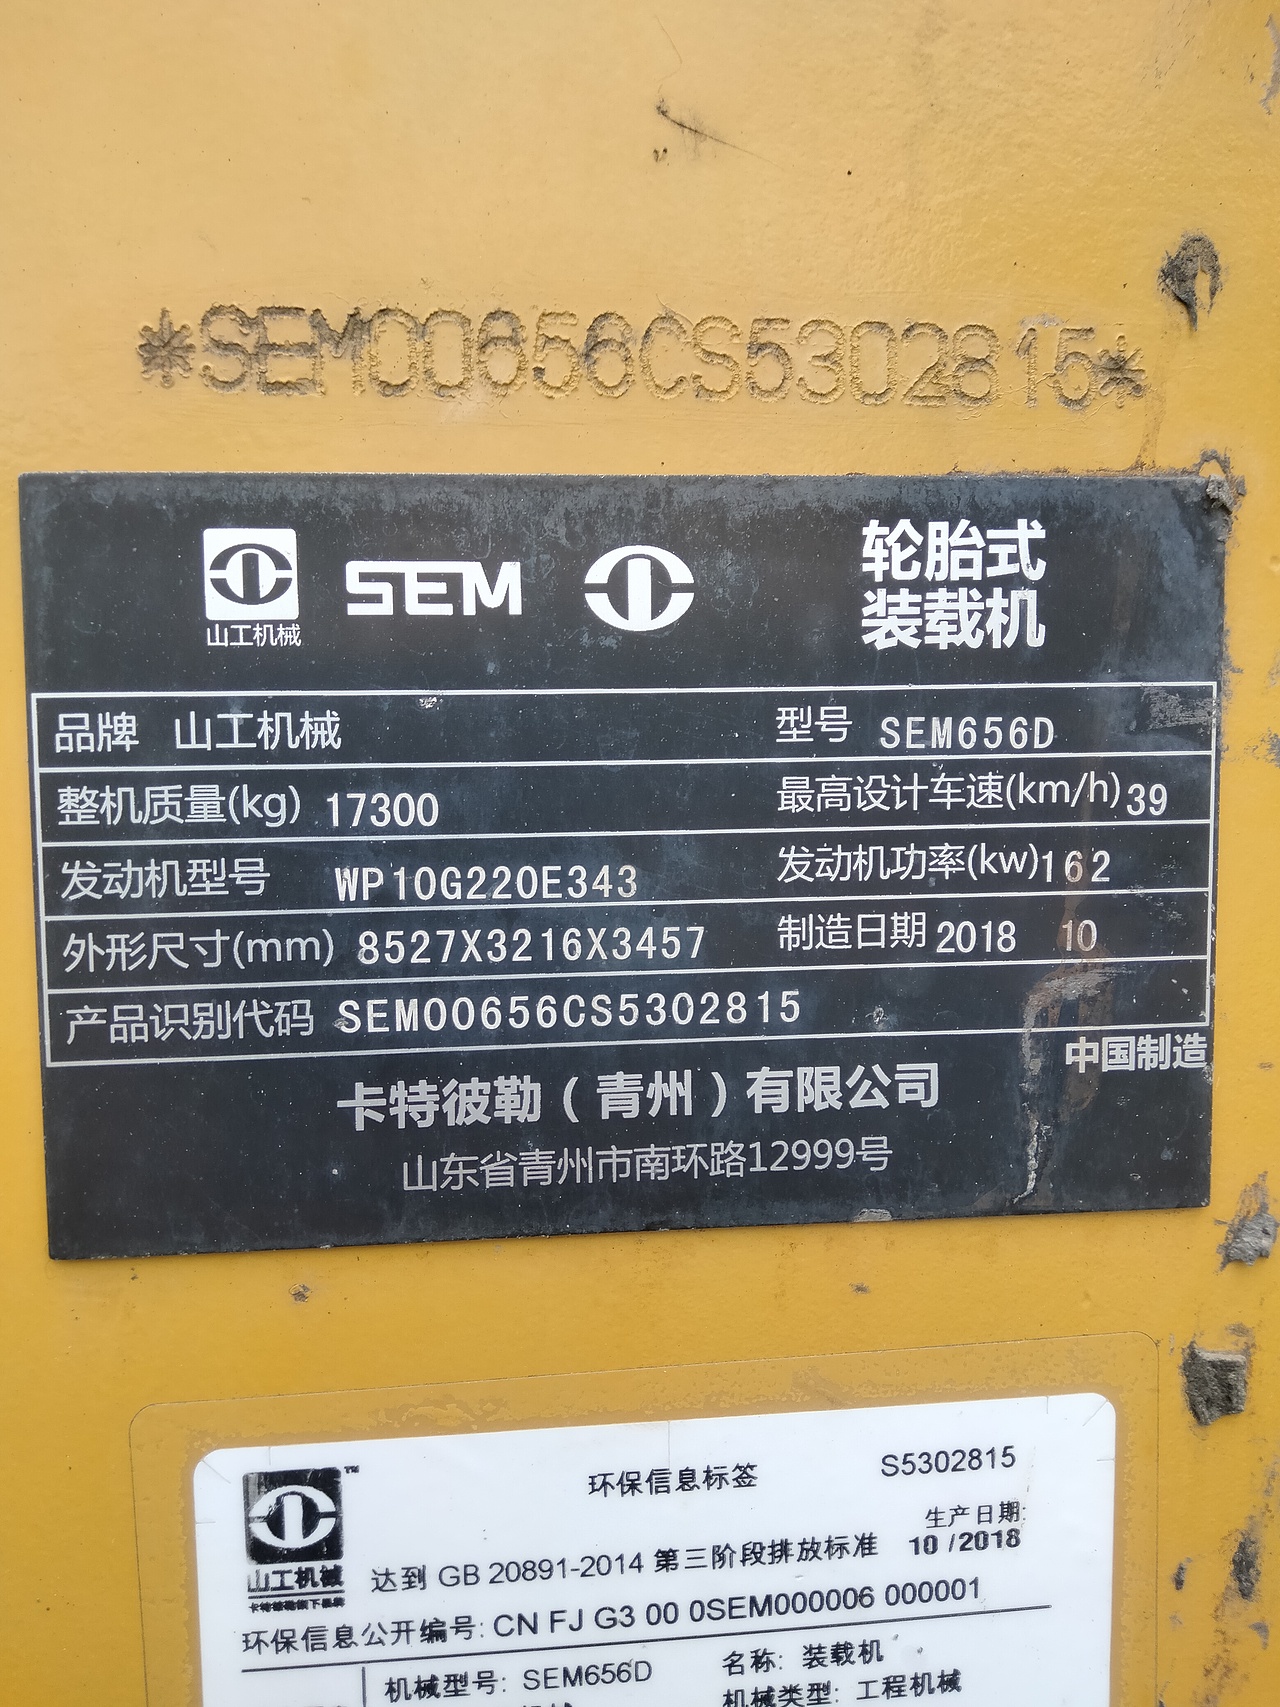 *SEM00656CS5302815*
山工机械
SEM
轮胎式
装载机
品牌 山工机械 型号 SEM656D
整机质量(kg) 17300 最高设计车速(km/h) 39
发动机型号 WP10G220E343 发动机功率(kw) 162
外形尺寸(mm) 8527X3216X3457 制造日期 2018 10
产品识别代码 SEM00656CS5302815
中国制造
卡特彼勒（青州）有限公司
山东省青州市南环路12999号
环保信息标签 S5302815
山工机械
TM
生产日期:
达到 GB 20891-2014 第三阶段排放标准 10 /2018
环保信息公开编号: CN FJ G3 00 0SEM000006 000001
机械型号: SEM656D 名称: 装载机
机械类型: 工程机械